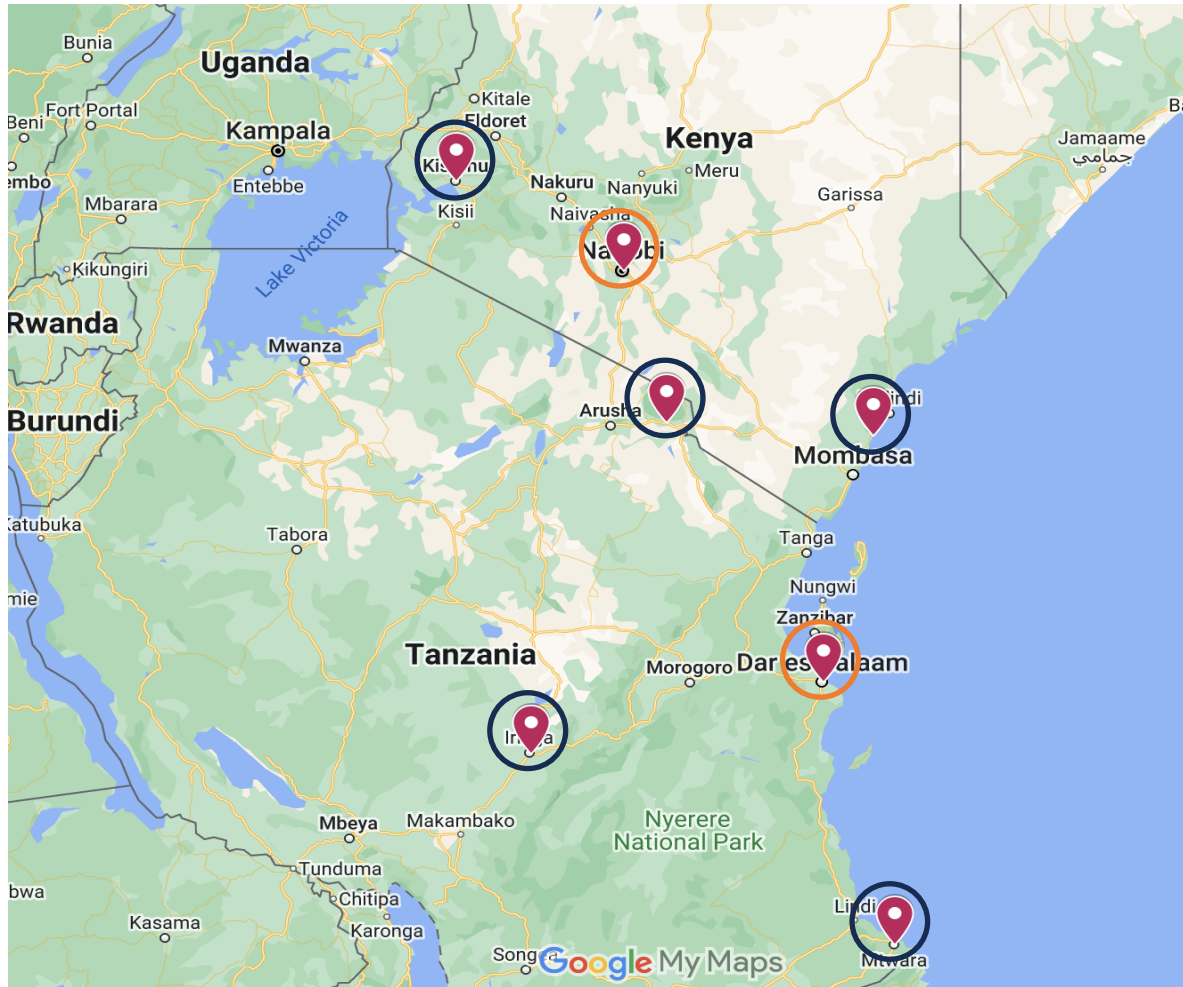 Bunia
Uganda
Kitale
Fort Portal
Beni
Eldoret
Kampala
Kenya
Jamaame
جمامي
Entebbe
Meru
Nakuru
Nanyuki
Garissa
Mbarara
Kisii
Naivasha
Lake Victoria
Kikungiri
Rwanda
Mwanza
Arusha
Burundi
Mombasa
Tabora
Tanga
Nungwi
Zanzibar
Tanzania
Morogoro
Nyerere
National Park
Mbeya
Makambako
Tunduma
Chitipa
Lindi
Kasama
Karonga
Mtwara
Google My Maps